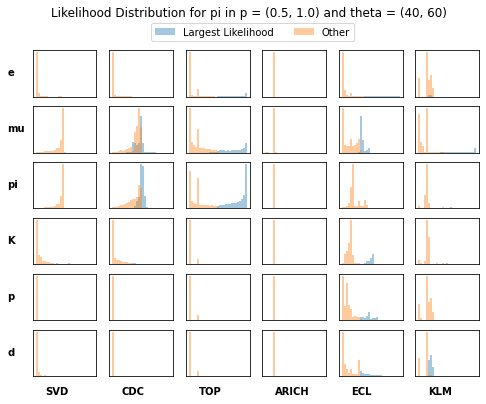 Likelihood Distribution for pi in p = (0.5, 1.0) and theta = (40, 60)
Largest Likelihood Other
e
mu
pi
K
p
d
SVD CDC TOP ARICH ECL KLM